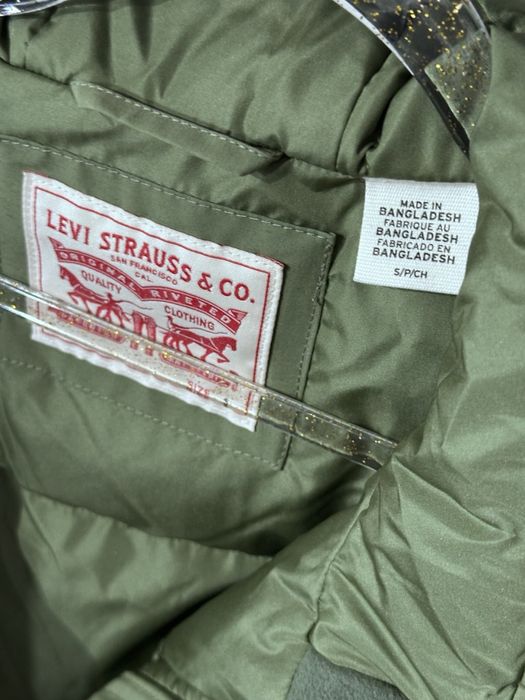 LEVI STRAUSS & CO.
SAN FRANCISCO
CAL
ORIGINAL RIVETED
QUALITY CLOTHING
SIZE
MADE IN
BANGLADESH
FABRIQUE AU
BANGLADESH
FABRICADO EN
BANGLADESH
S/P/CH